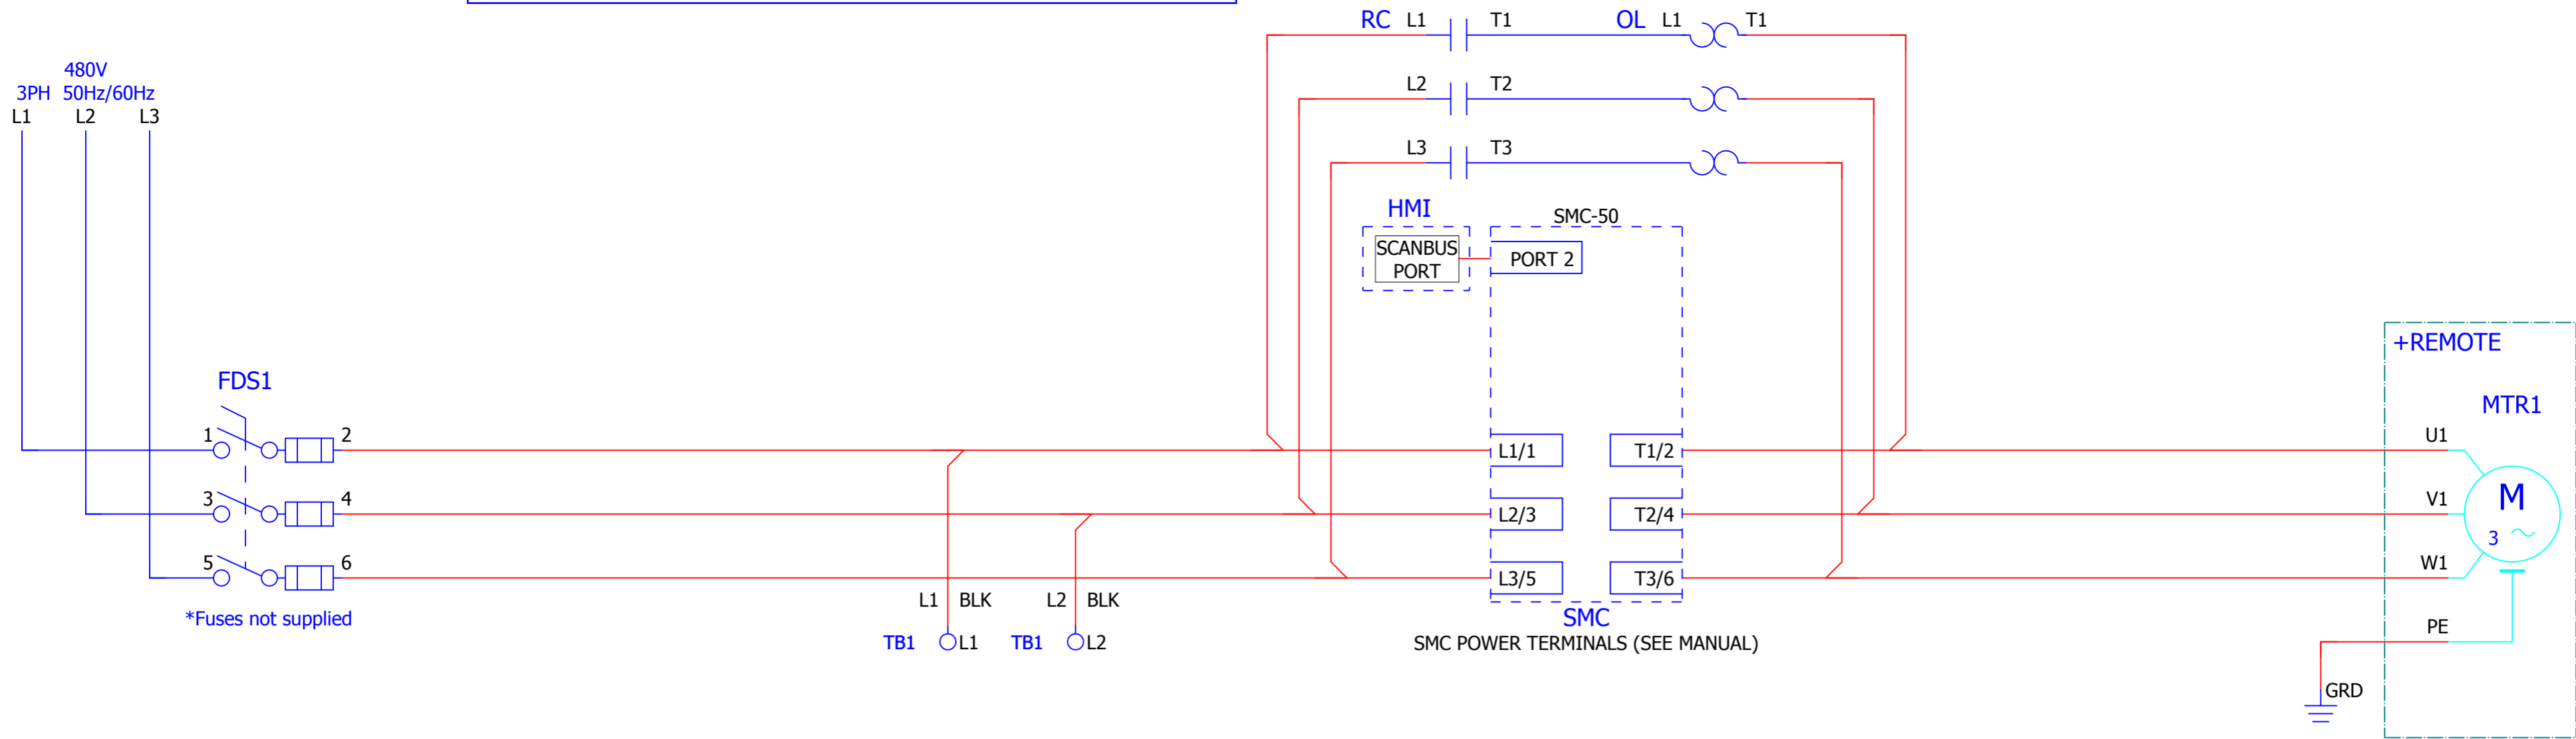 RC L1 T1 OL L1 T1
480V
3PH 50Hz/60Hz
L1 L2 L3
L2 T2
L3 T3
HMI
SMC-50
SCANBUS
PORT
PORT 2
+REMOTE
FDS1
MTR1
1 2
L1/1 T1/2
U1
3 4
L2/3 T2/4
V1
M
3
5 6
L3/5 T3/6
W1
*Fuses not supplied
L1 BLK L2 BLK
SMC
PE
TB1 L1 TB1 L2
SMC POWER TERMINALS (SEE MANUAL)
GRD